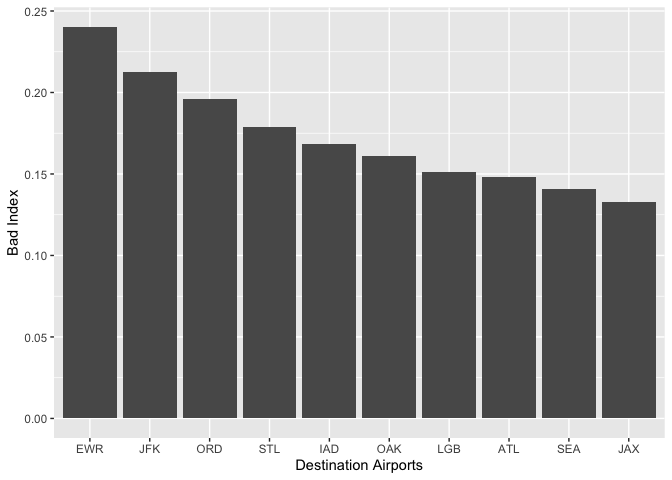 0.25
0.20
0.15
0.10
0.05
0.00
Bad Index
EWR JFK ORD STL IAD OAK LGB ATL SEA JAX
Destination Airports